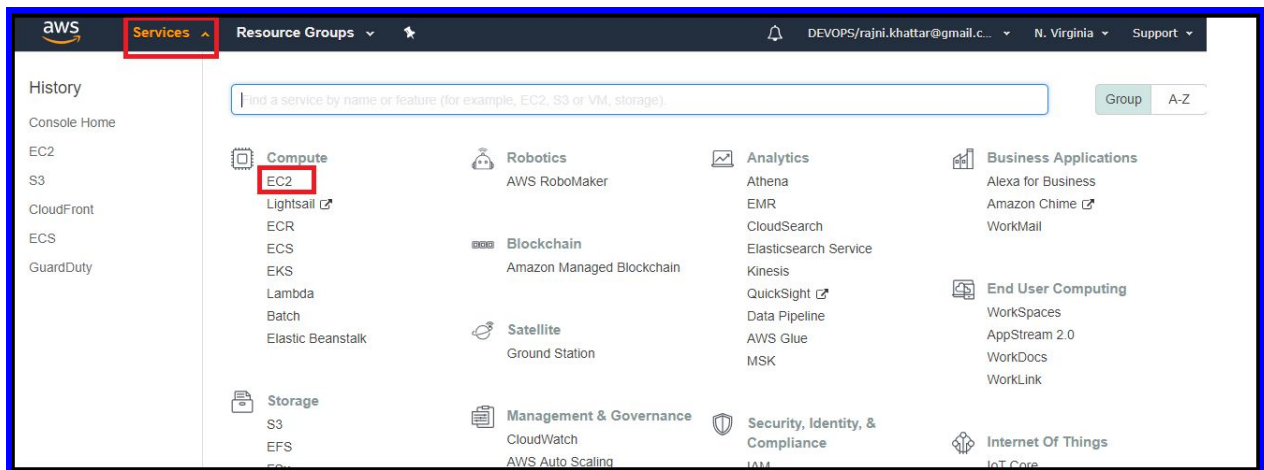 aws
Services
Resource Groups
DEVOPS/rajni.khattar@gmail.c...
N. Virginia
Support
History
Console Home
EC2
S3
CloudFront
ECS
GuardDuty
Find a service by name or feature (for example, EC2, S3 or VM, storage).
Group
A-Z
Compute
EC2
Lightsail
ECR
ECS
EKS
Lambda
Batch
Elastic Beanstalk
Storage
S3
EFS
Robotics
AWS RoboMaker
Blockchain
Amazon Managed Blockchain
Satellite
Ground Station
Management & Governance
CloudWatch
AWS Auto Scaling
Analytics
Athena
EMR
CloudSearch
Elasticsearch Service
Kinesis
QuickSight
Data Pipeline
AWS Glue
MSK
Security, Identity, &
Compliance
IAM
Business Applications
Alexa for Business
Amazon Chime
WorkMail
End User Computing
WorkSpaces
AppStream 2.0
WorkDocs
WorkLink
Internet Of Things
IoT Core